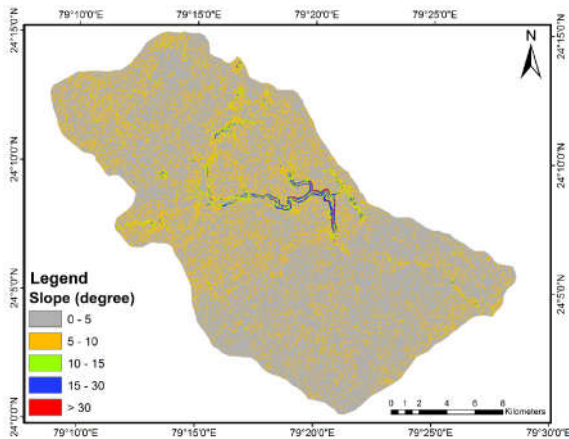 79°10'0"E 79°15'0"E 79°20'0"E 79°25'0"E
24°15'0"N 24°15'0"N
N
24°10'0"N 24°10'0"N
24°5'0"N 24°5'0"N
Legend
Slope (degree)
0 - 5
5 - 10
10 - 15
15 - 30
> 30
0 1 2 4 6 8
Kilometers
24°0'0"N
79°10'0"E 79°15'0"E 79°20'0"E 79°25'0"E 79°30'0"E